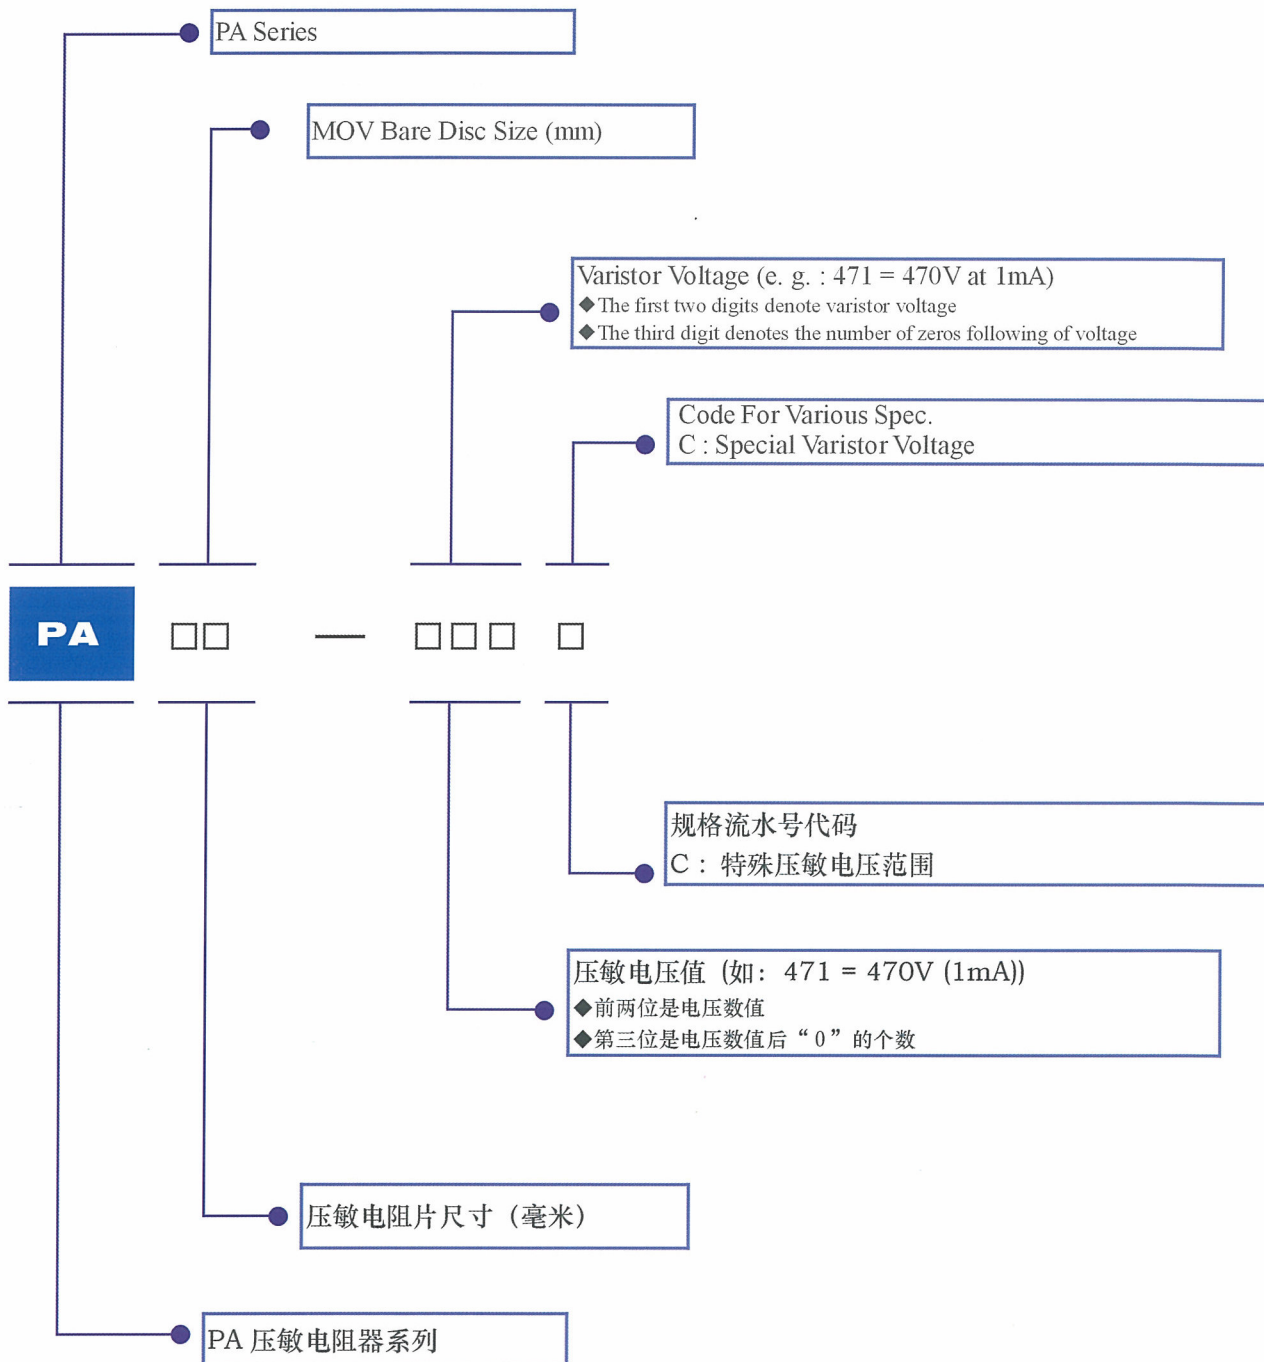 PA Series
MOV Bare Disc Size (mm)
Varistor Voltage (e. g. : 471 = 470V at 1mA)
◆The first two digits denote varistor voltage
◆The third digit denotes the number of zeros following of voltage
Code For Various Spec.
C : Special Varistor Voltage
PA □□ — □□□ □
规格流水号代码
C： 特殊压敏电压范围
压敏电压值 (如： 471 = 470V (1mA))
◆前两位是电压数值
◆第三位是电压数值后“0”的个数
压敏电阻片尺寸（毫米）
PA 压敏电阻器系列